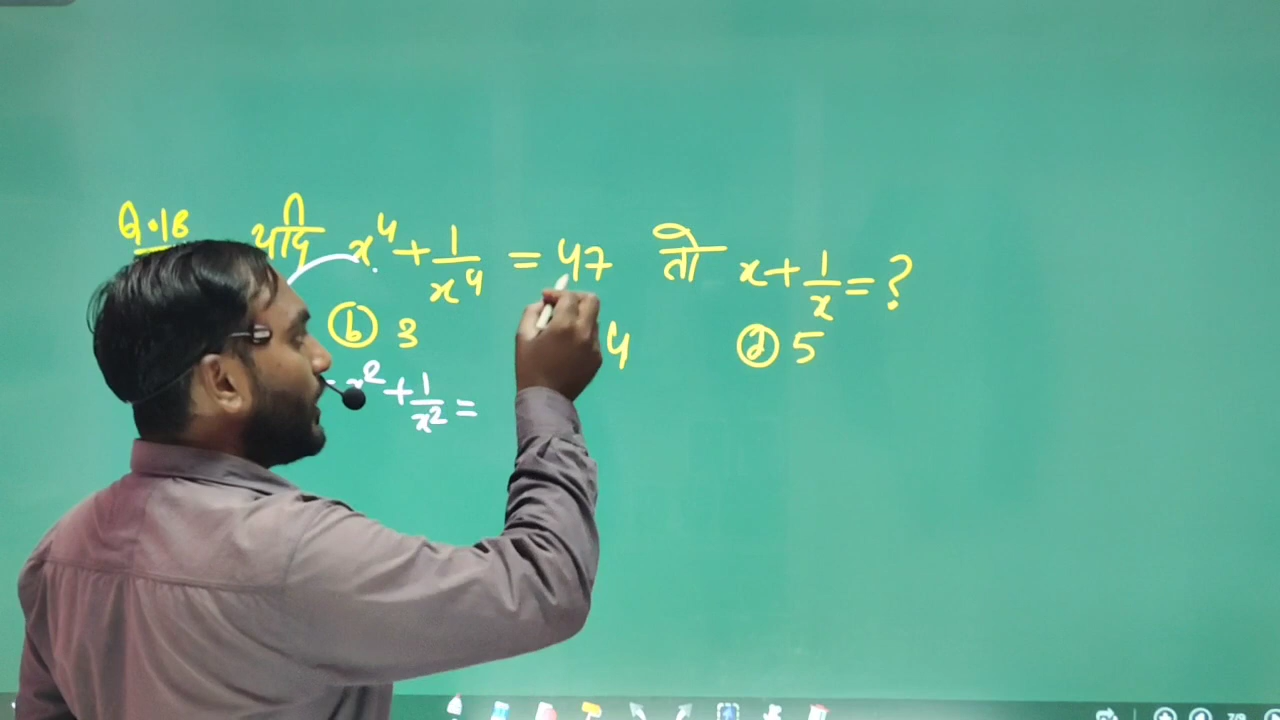 Q.18 यदि x⁴ + 1/x⁴ = 47 तो x + 1/x = ?
ⓑ 3 4 ⓓ 5
x² + 1/x² =